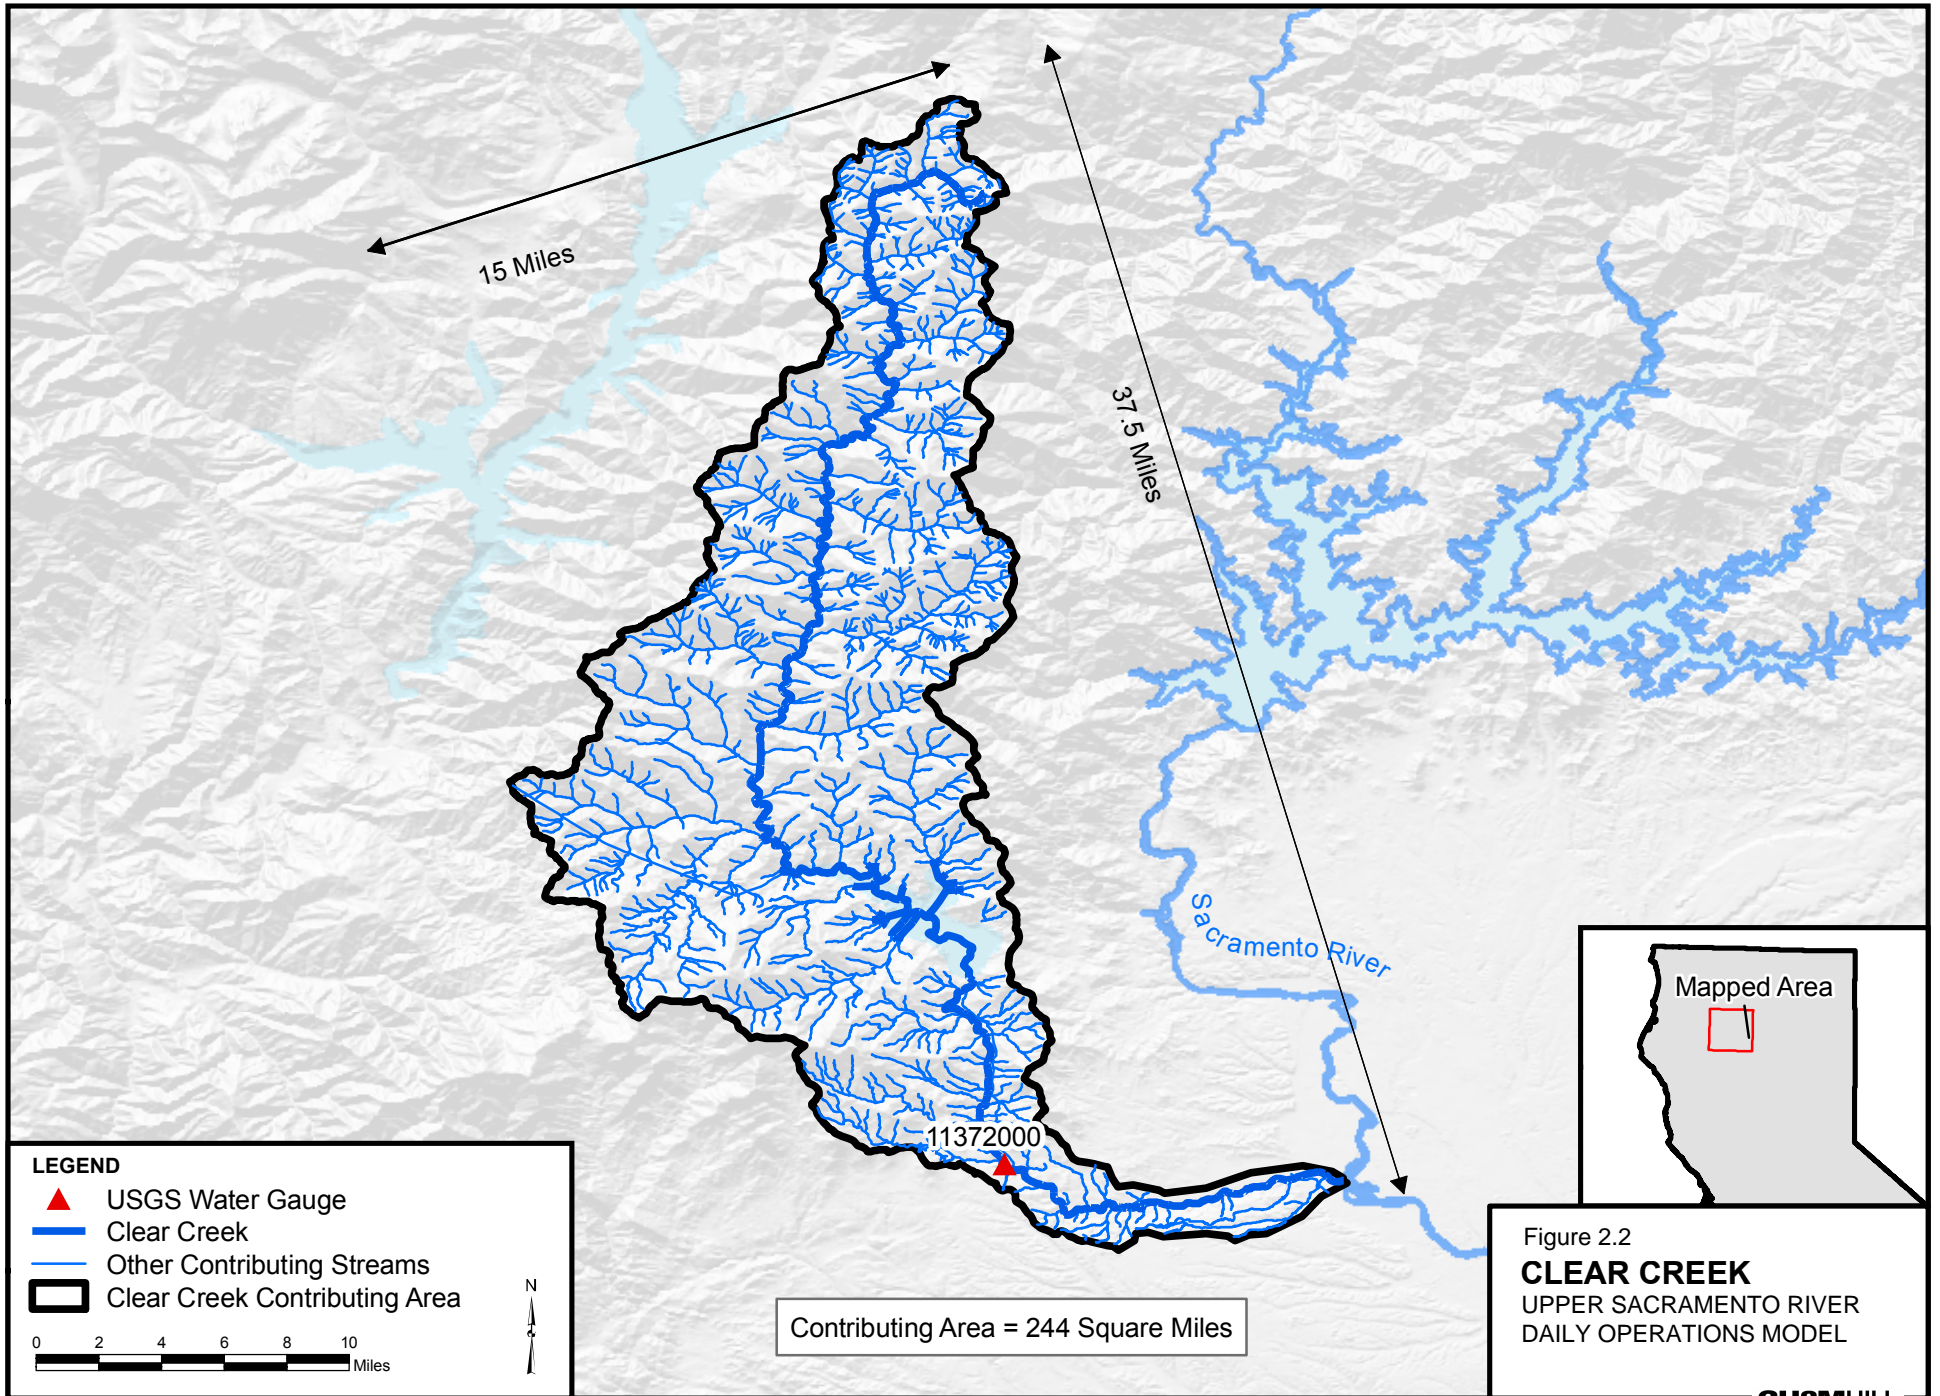 15 Miles
37.5 Miles
Sacramento River
Mapped Area
11372000
LEGEND
USGS Water Gauge
Clear Creek
Other Contributing Streams
Clear Creek Contributing Area
N
0 2 4 6 8 10
Miles
Contributing Area = 244 Square Miles
Figure 2.2
CLEAR CREEK
UPPER SACRAMENTO RIVER
DAILY OPERATIONS MODEL